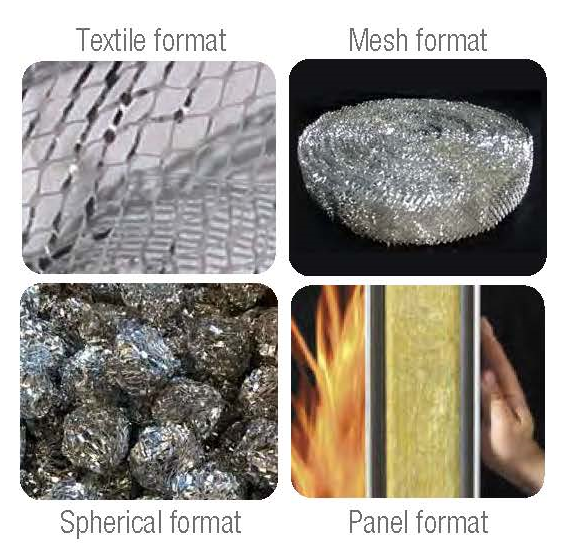 Textile format
Mesh format
Spherical format
Panel format